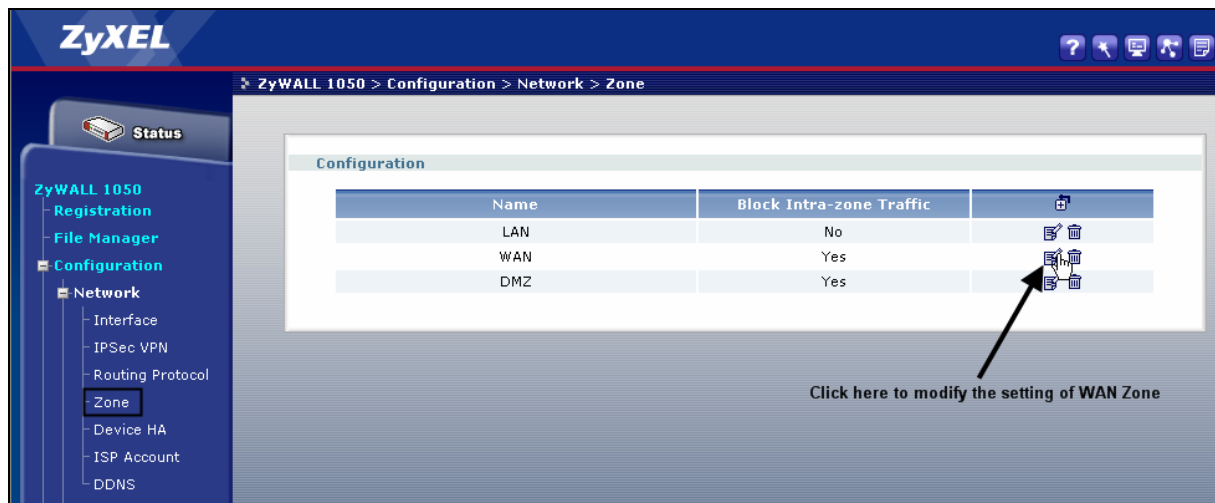 ZyXEL
?
ZyWALL 1050 > Configuration > Network > Zone
Status
ZyWALL 1050
Registration
File Manager
Configuration
Network
Interface
IPSec VPN
Routing Protocol
Zone
Device HA
ISP Account
DDNS
Configuration
Name Block Intra-zone Traffic
LAN No
WAN Yes
DMZ Yes
Click here to modify the setting of WAN Zone